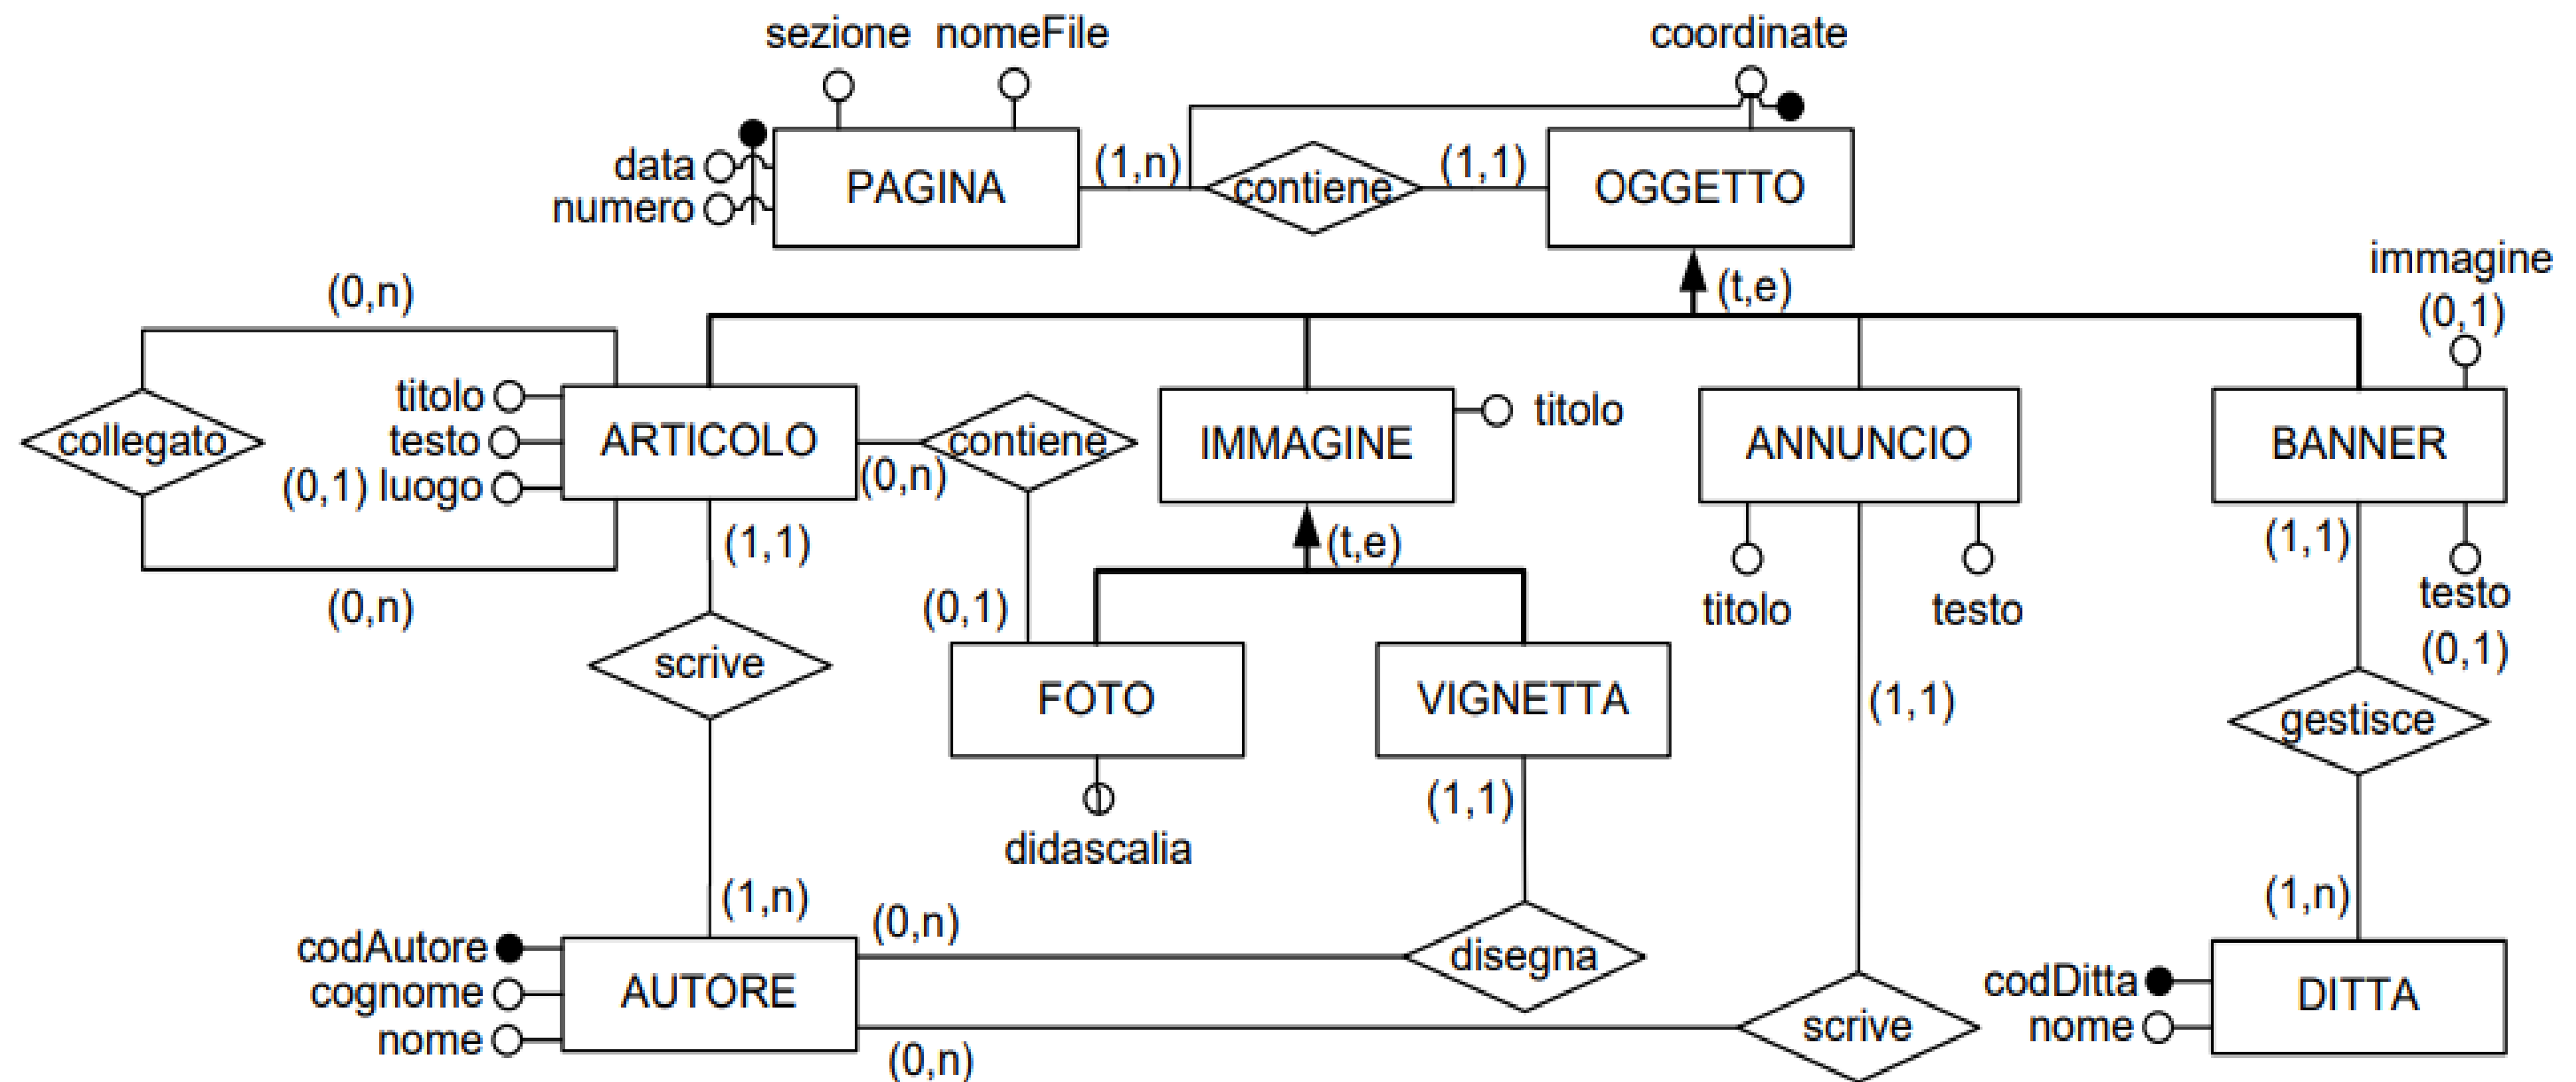 sezione nomeFile coordinate
data
numero
PAGINA
(1,n)
contiene
(1,1)
OGGETTO
(t,e)
immagine
(0,1)
(0,n)
collegato
(0,n)
titolo
testo
(0,1) luogo
ARTICOLO
(0,n)
contiene
(0,1)
IMMAGINE
titolo
ANNUNCIO
titolo
testo
BANNER
testo
(0,1)
(1,1)
scrive
(1,n)
(t,e)
FOTO
didascalia
VIGNETTA
(1,1)
disegna
(0,n)
(1,1)
scrive
(0,n)
(1,1)
gestisce
(1,n)
codAutore
cognome
nome
AUTORE
codDitta
nome
DITTA